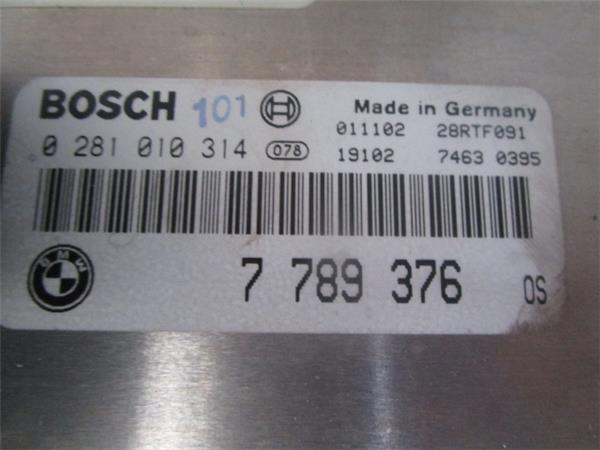 BOSCH 101 Made in Germany
011102 28RTF091
0 281 010 314 078 19102 7463 0395
BMW 7 789 376 OS